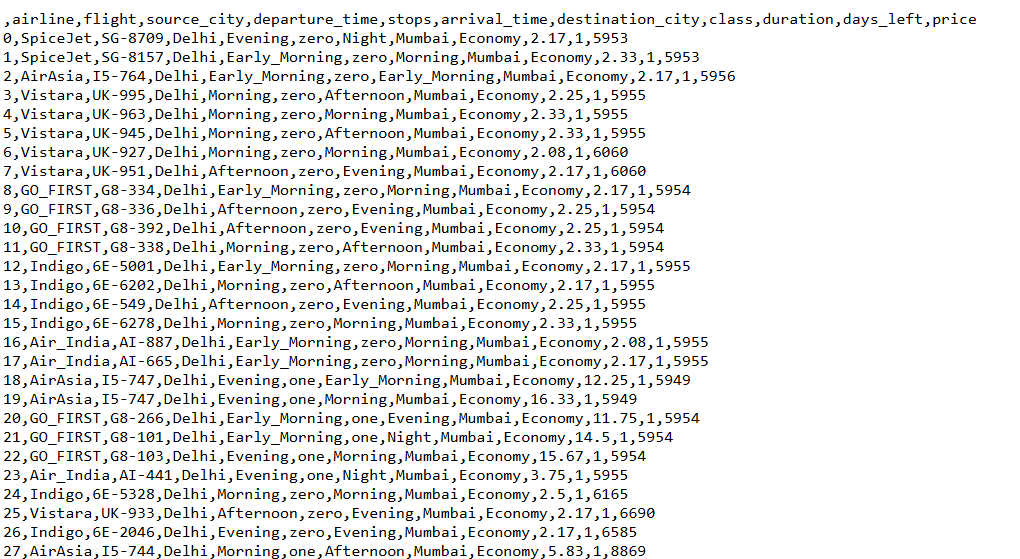 ,airline,flight,source_city,departure_time,stops,arrival_time,destination_city,class,duration,days_left,price
0,SpiceJet,SG-8709,Delhi,Evening,zero,Night,Mumbai,Economy,2.17,1,5953
1,SpiceJet,SG-8157,Delhi,Early_Morning,zero,Morning,Mumbai,Economy,2.33,1,5953
2,AirAsia,I5-764,Delhi,Early_Morning,zero,Early_Morning,Mumbai,Economy,2.17,1,5956
3,Vistara,UK-995,Delhi,Morning,zero,Afternoon,Mumbai,Economy,2.25,1,5955
4,Vistara,UK-963,Delhi,Morning,zero,Morning,Mumbai,Economy,2.33,1,5955
5,Vistara,UK-945,Delhi,Morning,zero,Afternoon,Mumbai,Economy,2.33,1,5955
6,Vistara,UK-927,Delhi,Morning,zero,Morning,Mumbai,Economy,2.08,1,6060
7,Vistara,UK-951,Delhi,Afternoon,zero,Evening,Mumbai,Economy,2.17,1,6060
8,GO_FIRST,G8-334,Delhi,Early_Morning,zero,Morning,Mumbai,Economy,2.17,1,5954
9,GO_FIRST,G8-336,Delhi,Afternoon,zero,Evening,Mumbai,Economy,2.25,1,5954
10,GO_FIRST,G8-392,Delhi,Afternoon,zero,Evening,Mumbai,Economy,2.25,1,5954
11,GO_FIRST,G8-338,Delhi,Morning,zero,Afternoon,Mumbai,Economy,2.33,1,5954
12,Indigo,6E-5001,Delhi,Early_Morning,zero,Morning,Mumbai,Economy,2.17,1,5955
13,Indigo,6E-6202,Delhi,Morning,zero,Afternoon,Mumbai,Economy,2.17,1,5955
14,Indigo,6E-549,Delhi,Afternoon,zero,Evening,Mumbai,Economy,2.25,1,5955
15,Indigo,6E-6278,Delhi,Morning,zero,Morning,Mumbai,Economy,2.33,1,5955
16,Air_India,AI-887,Delhi,Early_Morning,zero,Morning,Mumbai,Economy,2.08,1,5955
17,Air_India,AI-665,Delhi,Early_Morning,zero,Morning,Mumbai,Economy,2.17,1,5955
18,AirAsia,I5-747,Delhi,Evening,one,Early_Morning,Mumbai,Economy,12.25,1,5949
19,AirAsia,I5-747,Delhi,Evening,one,Morning,Mumbai,Economy,16.33,1,5949
20,GO_FIRST,G8-266,Delhi,Early_Morning,one,Evening,Mumbai,Economy,11.75,1,5954
21,GO_FIRST,G8-101,Delhi,Early_Morning,one,Night,Mumbai,Economy,14.5,1,5954
22,GO_FIRST,G8-103,Delhi,Evening,one,Morning,Mumbai,Economy,15.67,1,5954
23,Air_India,AI-441,Delhi,Evening,one,Night,Mumbai,Economy,3.75,1,5955
24,Indigo,6E-5328,Delhi,Morning,zero,Morning,Mumbai,Economy,2.5,1,6165
25,Vistara,UK-933,Delhi,Afternoon,zero,Evening,Mumbai,Economy,2.17,1,6690
26,Indigo,6E-2046,Delhi,Evening,zero,Evening,Mumbai,Economy,2.17,1,6585
27,AirAsia,I5-744,Delhi,Morning,one,Afternoon,Mumbai,Economy,5.83,1,8869